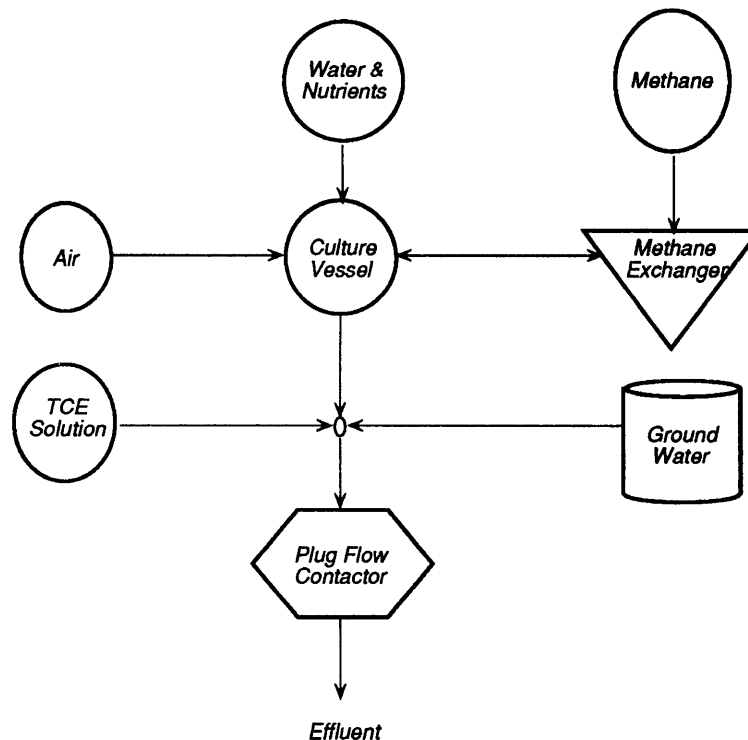 Water &
Nutrients
Methane
Air
Culture
Vessel
Methane
Exchanger
TCE
Solution
Ground
Water
Plug Flow
Contactor
Effluent